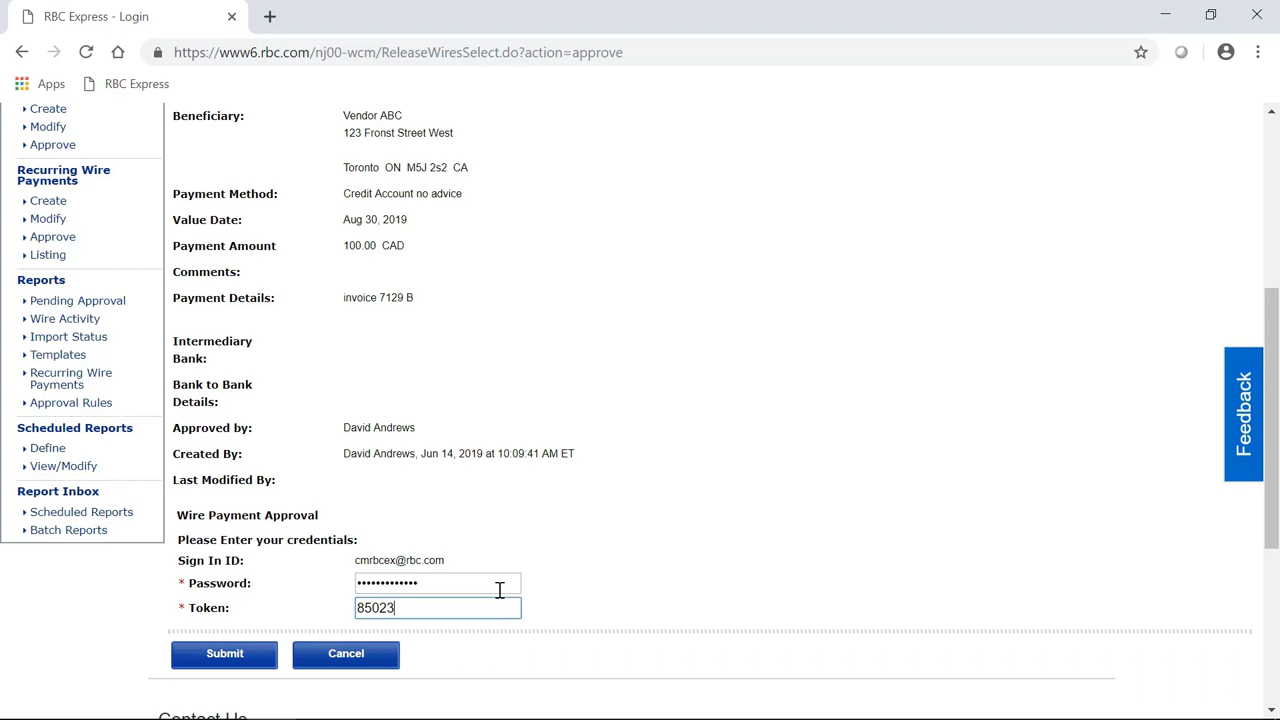 RBC Express - Login
https://www6.rbc.com/nj00-wcm/ReleaseWiresSelect.do?action=approve
Apps
RBC Express
Create
Modify
Approve
Recurring Wire
Payments
Create
Modify
Approve
Listing
Reports
Pending Approval
Wire Activity
Import Status
Templates
Recurring Wire
Payments
Approval Rules
Scheduled Reports
Define
View/Modify
Report Inbox
Scheduled Reports
Batch Reports
Beneficiary: Vendor ABC
123 Fronst Street West
Toronto ON M5J 2s2 CA
Payment Method: Credit Account no advice
Value Date: Aug 30, 2019
Payment Amount 100.00 CAD
Comments:
Payment Details: invoice 7129 B
Intermediary
Bank:
Bank to Bank
Details:
Approved by: David Andrews
Created By: David Andrews, Jun 14, 2019 at 10:09:41 AM ET
Last Modified By:
Wire Payment Approval
Please Enter your credentials:
Sign In ID: cmrbcex@rbc.com
* Password: •••••••••••••
* Token: 85023
Submit Cancel
Contact Us
Feedback